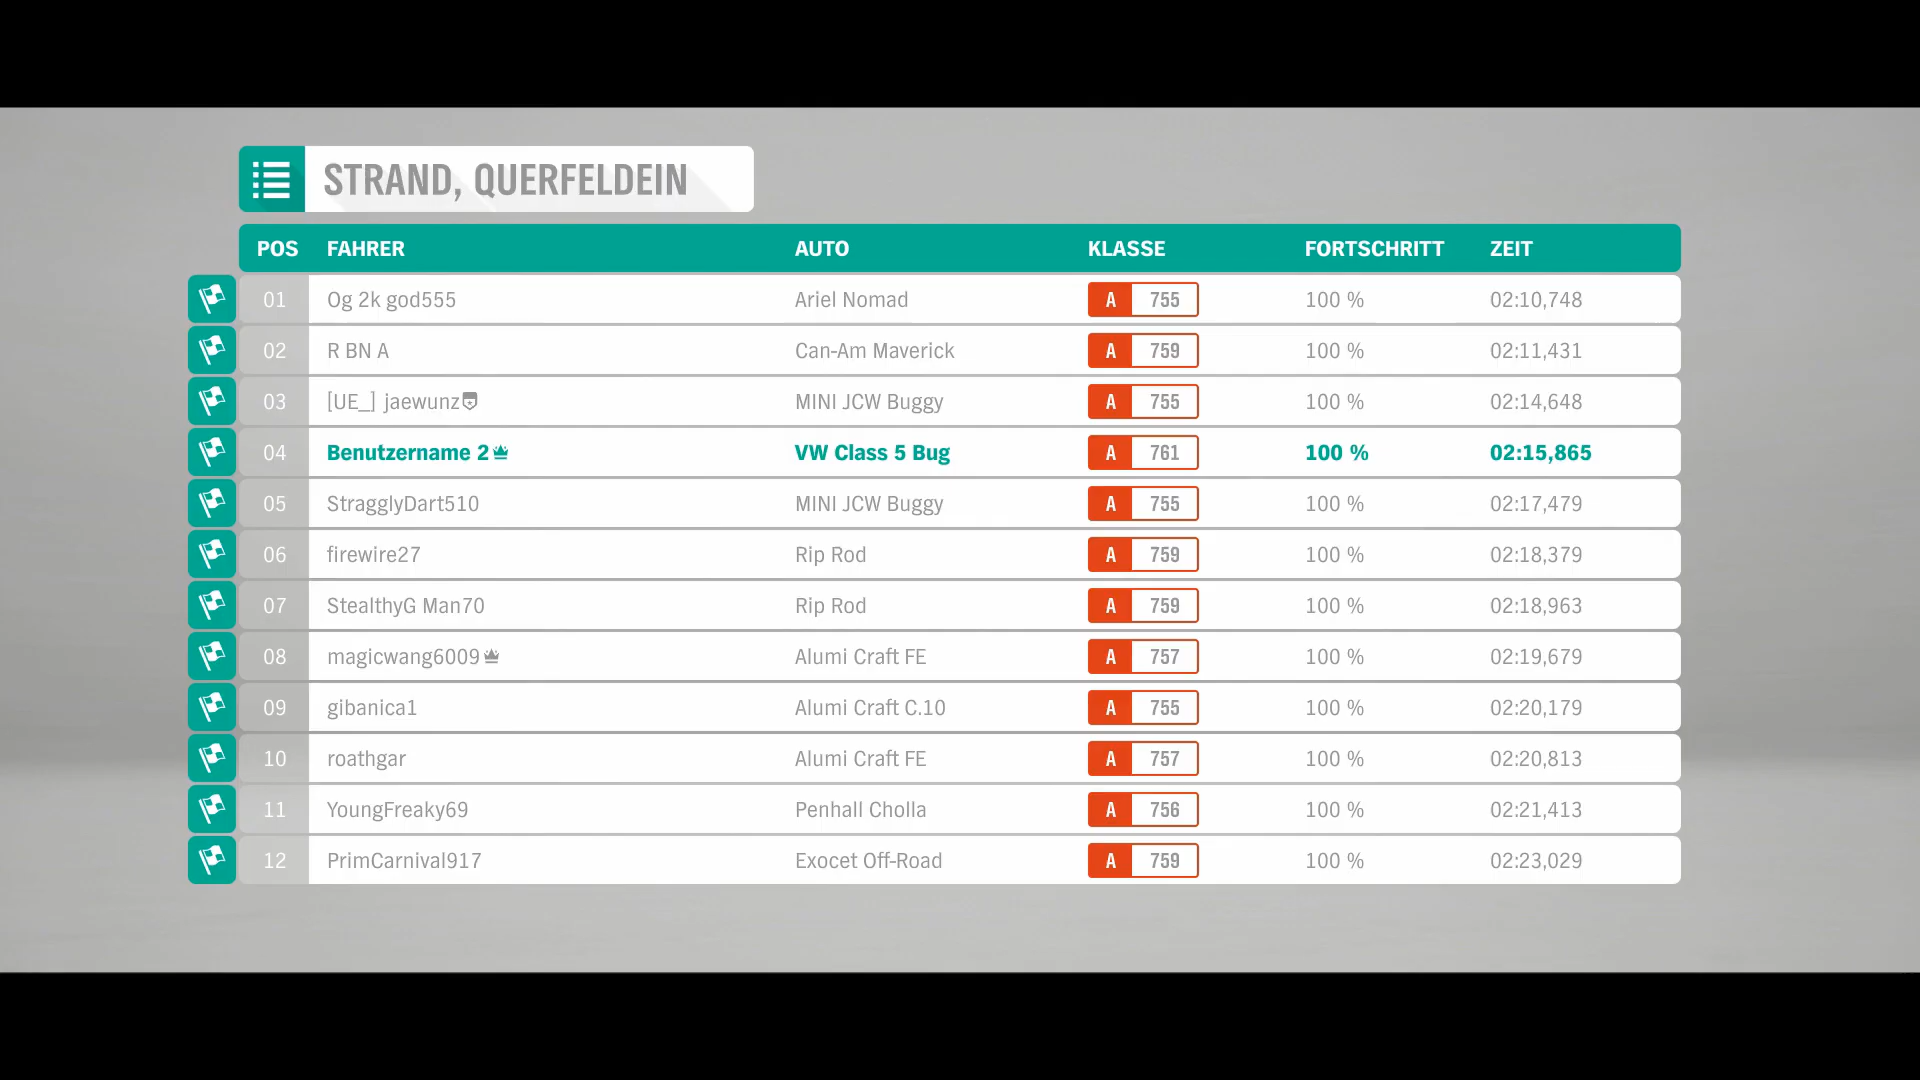 STRAND, QUERFELDEIN
POS FAHRER AUTO KLASSE FORTSCHRITT ZEIT
01 Og 2k god555 Ariel Nomad A 755 100 % 02:10,748
02 R BN A Can-Am Maverick A 759 100 % 02:11,431
03 [UE_] jaewunz MINI JCW Buggy A 755 100 % 02:14,648
04 Benutzername 2 VW Class 5 Bug A 761 100 % 02:15,865
05 StragglyDart510 MINI JCW Buggy A 755 100 % 02:17,479
06 firewire27 Rip Rod A 759 100 % 02:18,379
07 StealthyG Man70 Rip Rod A 759 100 % 02:18,963
08 magicwang6009 Alumi Craft FE A 757 100 % 02:19,679
09 gibanica1 Alumi Craft C.10 A 755 100 % 02:20,179
10 roathgar Alumi Craft FE A 757 100 % 02:20,813
11 YoungFreaky69 Penhall Cholla A 756 100 % 02:21,413
12 PrimCarnival917 Exocet Off-Road A 759 100 % 02:23,029